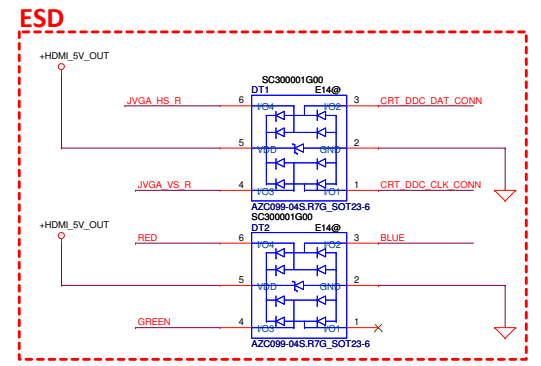 ESD
+HDMI_5V_OUT
SC300001G00
DT1 E14@
JVGA_HS_R 6 I/O4 I/O2 3 CRT_DDC_DAT_CONN
5 VDD GND 2
JVGA_VS_R 4 I/O3 I/O1 1 CRT_DDC_CLK_CONN
AZC099-04S.R7G_SOT23-6
SC300001G00
+HDMI_5V_OUT
DT2 E14@
RED 6 I/O4 I/O2 3 BLUE
5 VDD GND 2
GREEN 4 I/O3 I/O1 1
AZC099-04S.R7G_SOT23-6